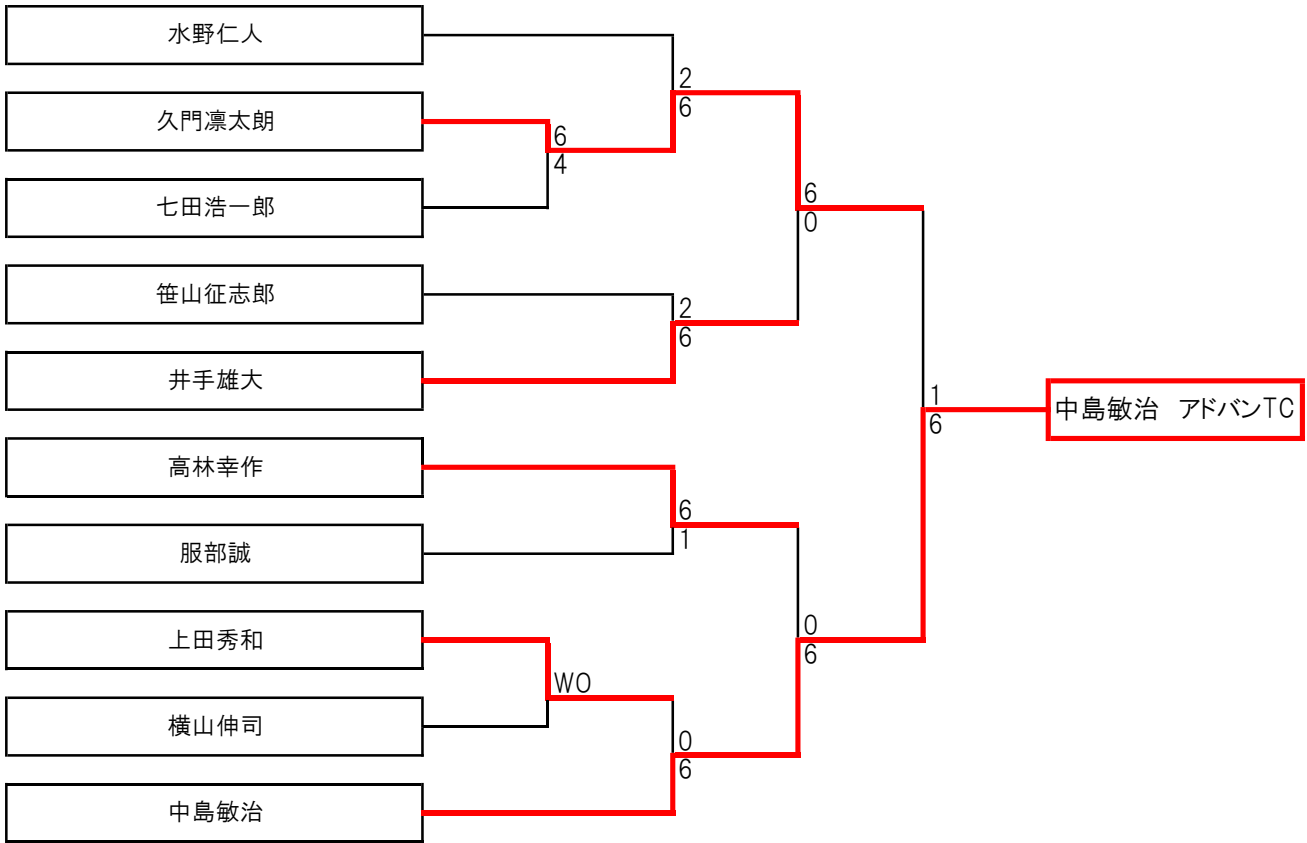 水野仁人
2
久門凛太朗
6
6
4
七田浩一郎
6
0
笹山征志郎
2
6
井手雄大
1
中島敏治 アドバンTC
6
高林幸作
6
服部誠
1
上田秀和
0
6
WO
横山伸司
0
6
中島敏治